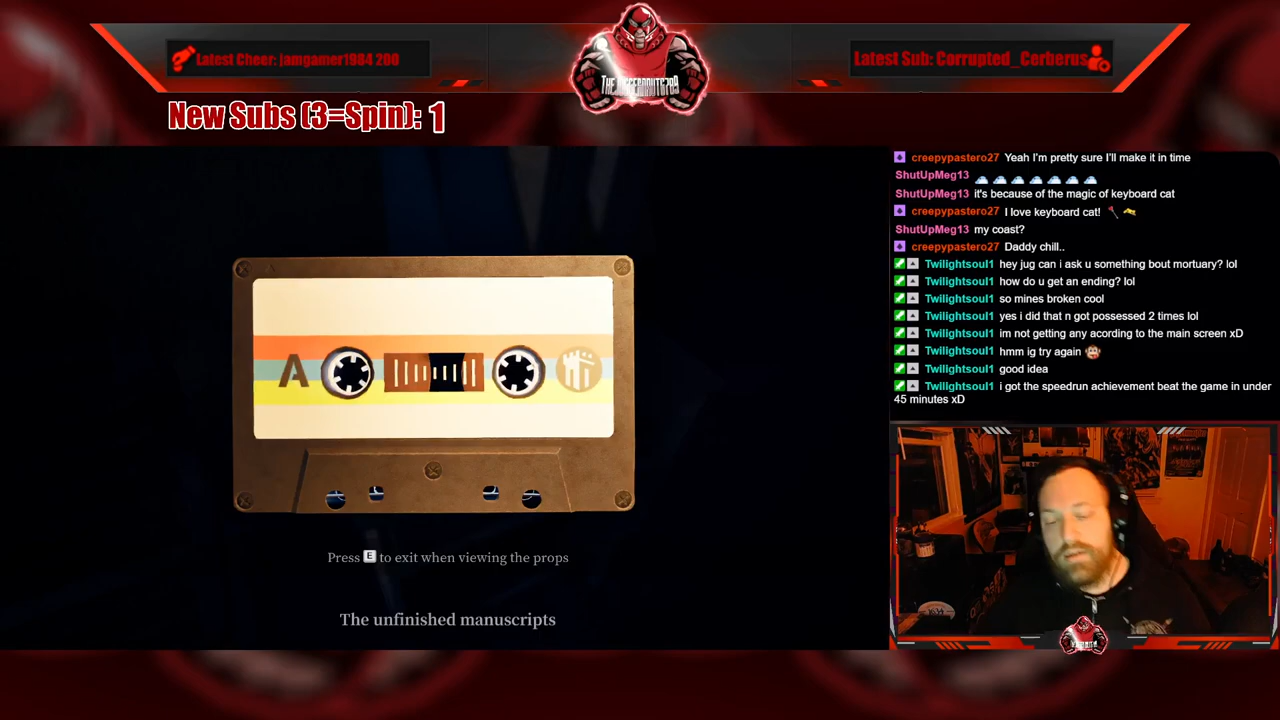 Latest Cheer: jamgamer1984 200
Latest Sub: Corrupted_Cerberus
THEJUGGERNAUT6789
New Subs (3=Spin): 1
creepypastero27 Yeah I'm pretty sure I'll make it in time
ShutUpMeg13
ShutUpMeg13 it's because of the magic of keyboard cat
creepypastero27 I love keyboard cat!
ShutUpMeg13 my coast?
creepypastero27 Daddy chill..
Twilightsoul1 hey jug can i ask u something bout mortuary? lol
Twilightsoul1 how do u get an ending? lol
Twilightsoul1 so mines broken cool
Twilightsoul1 yes i did that n got possessed 2 times lol
Twilightsoul1 im not getting any acording to the main screen xD
Twilightsoul1 hmm ig try again
Twilightsoul1 good idea
Twilightsoul1 i got the speedrun achievement beat the game in under
45 minutes xD
A
Press E to exit when viewing the props
The unfinished manuscripts